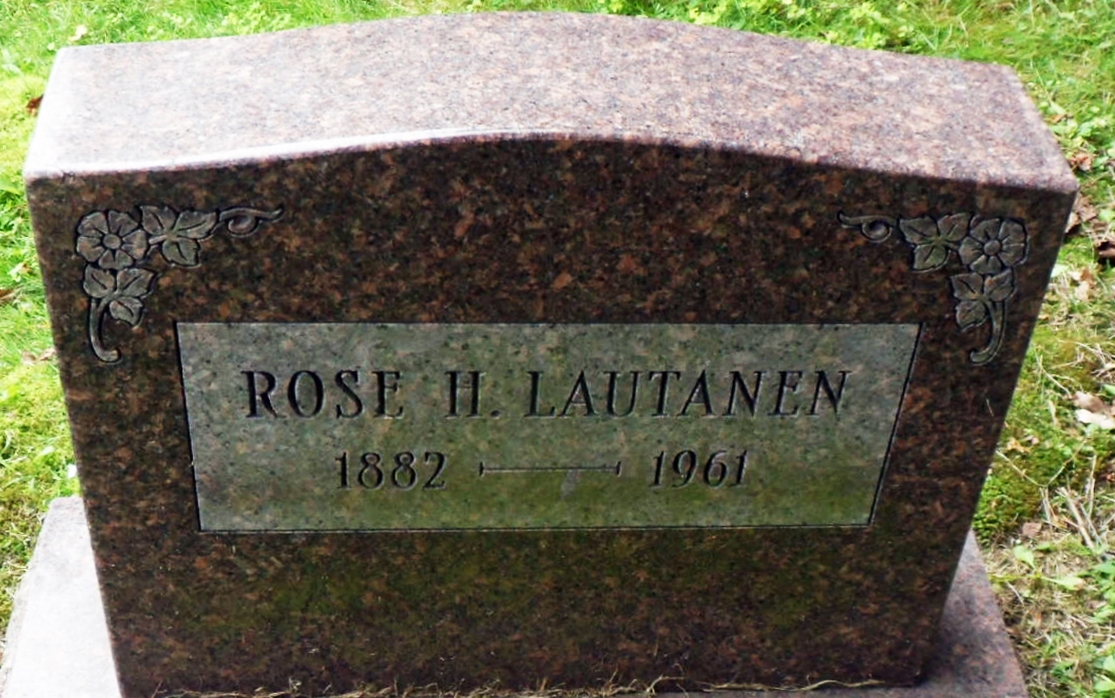 ROSE H. LAUTANEN
1882 — 1961